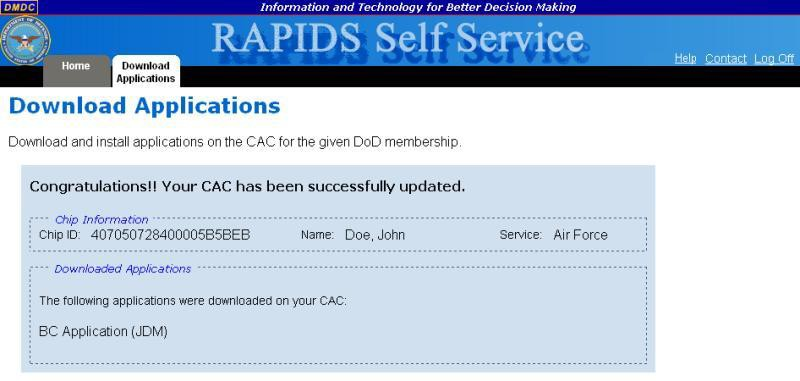 DMDC
Information and Technology for Better Decision Making
RAPIDS Self Service
Help Contact Log Off
Home
Download
Applications
Download Applications
Download and install applications on the CAC for the given DoD membership.
Congratulations!! Your CAC has been successfully updated.
Chip Information
Chip ID: 407050728400005B5BEB Name: Doe, John Service: Air Force
Downloaded Applications
The following applications were downloaded on your CAC:
BC Application (JDM)